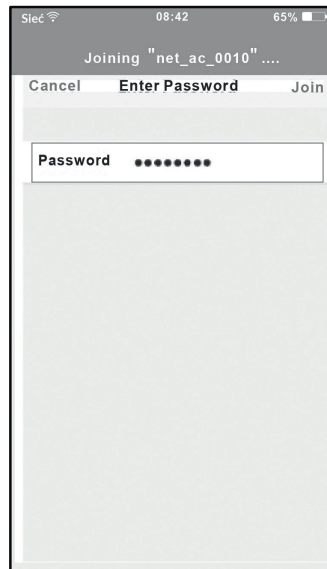 Sieć 08:42 65%
Joining "net_ac_0010"....
Cancel Enter Password Join
Password ●●●●●●●●